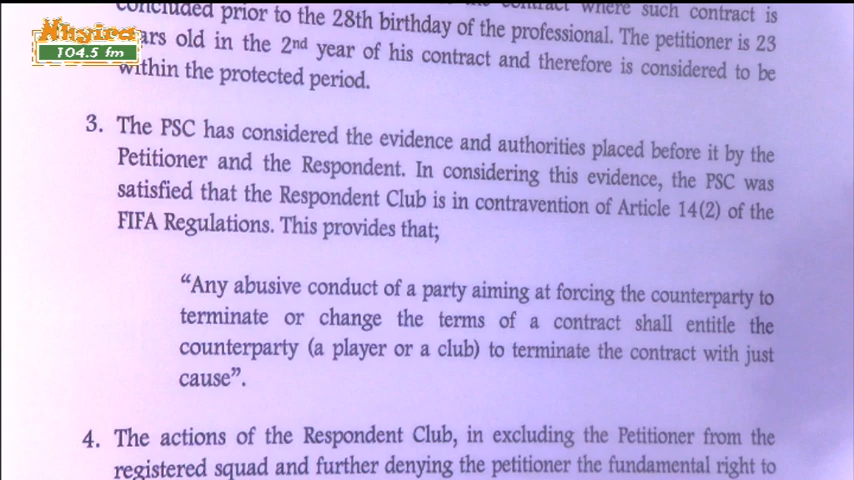 Nhyira
104.5 fm
concluded prior to the 28th birthday of the professional. The petitioner is 23
contract where such contract is
ars old in the 2nd year of his contract and therefore is considered to be
within the protected period.
3. The PSC has considered the evidence and authorities placed before it by the
Petitioner and the Respondent. In considering this evidence, the PSC was
satisfied that the Respondent Club is in contravention of Article 14(2) of the
FIFA Regulations. This provides that;
“Any abusive conduct of a party aiming at forcing the counterparty to
terminate or change the terms of a contract shall entitle the
counterparty (a player or a club) to terminate the contract with just
cause”.
4. The actions of the Respondent Club, in excluding the Petitioner from the
registered squad and further denying the petitioner the fundamental right to